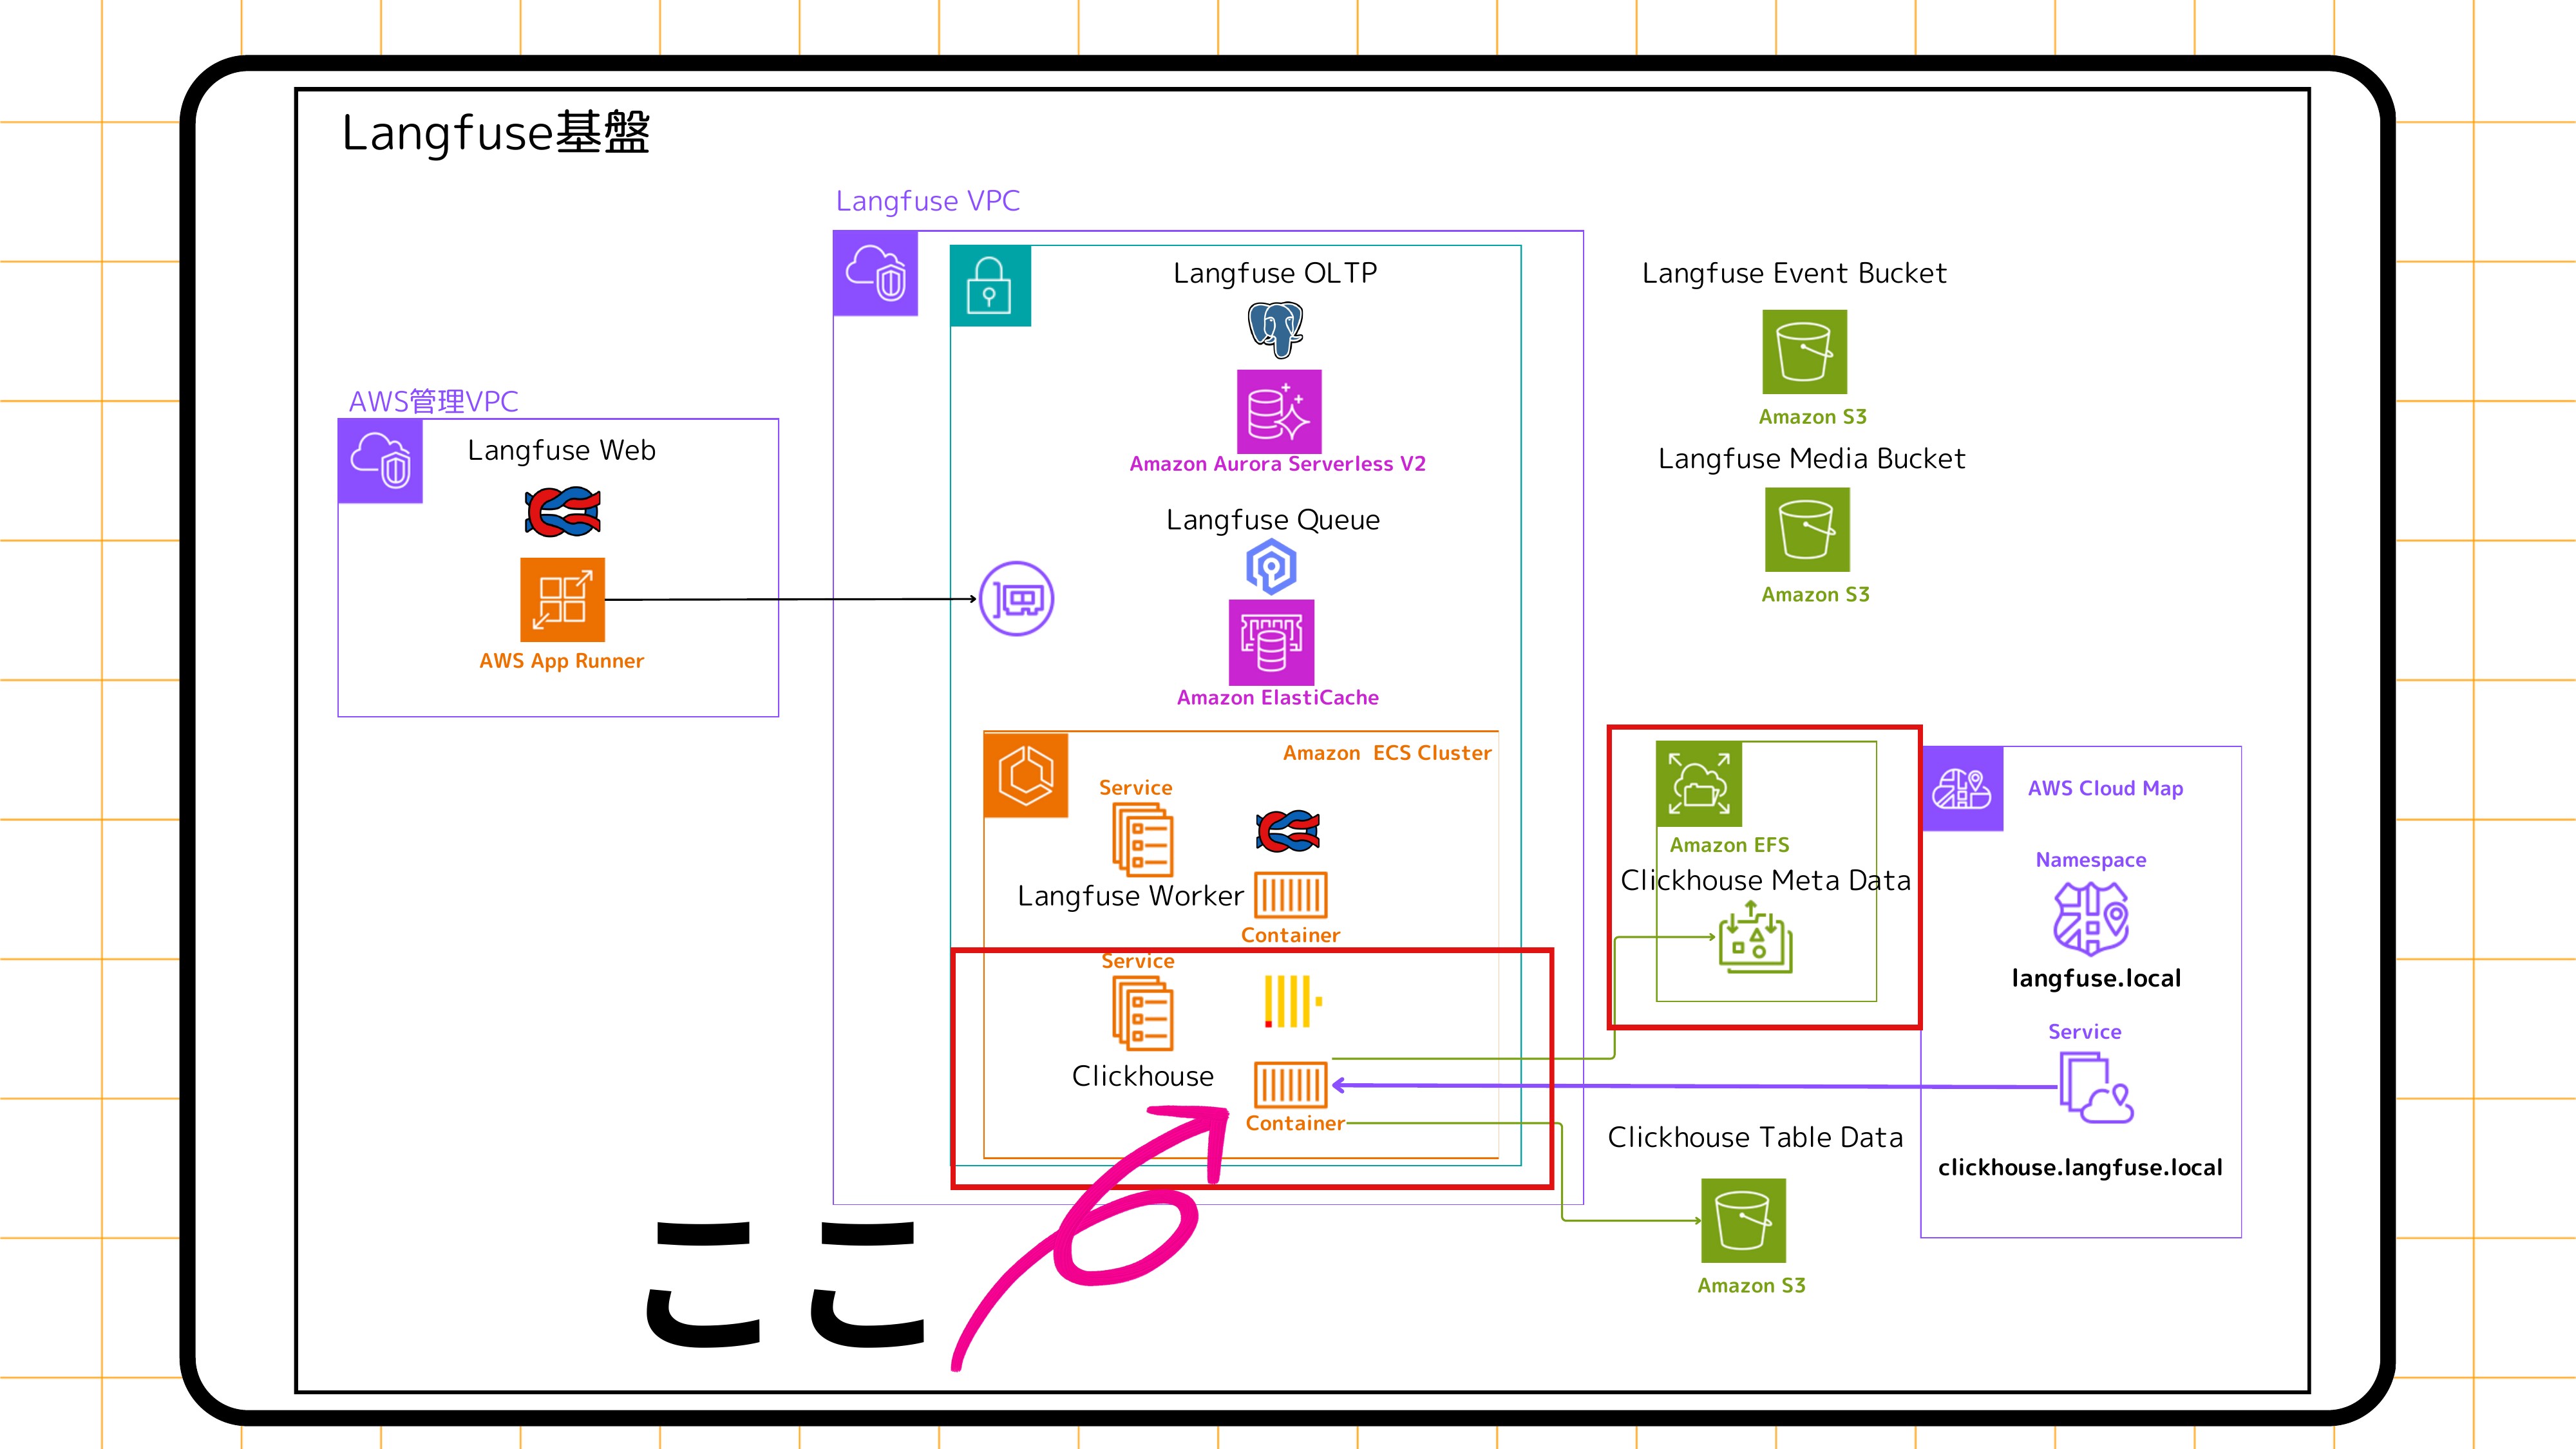 Langfuse基盤
Langfuse VPC
Langfuse OLTP
Amazon Aurora Serverless V2
Langfuse Queue
Amazon ElastiCache
AWS管理VPC
Langfuse Web
AWS App Runner
Langfuse Event Bucket
Amazon S3
Langfuse Media Bucket
Amazon S3
Amazon ECS Cluster
Service
Langfuse Worker
Container
Service
Clickhouse
Container
Amazon EFS
Clickhouse Meta Data
AWS Cloud Map
Namespace
langfuse.local
Service
clickhouse.langfuse.local
Clickhouse Table Data
Amazon S3
ここ